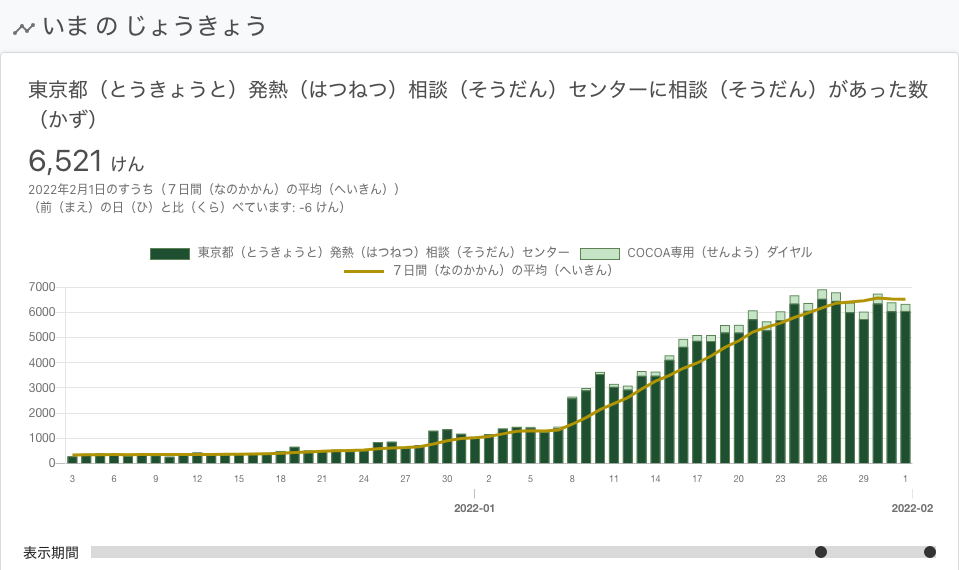 いま の じょうきょう
東京都（とうきょうと）発熱（はつねつ）相談（そうだん）センターに相談（そうだん）があった数
（かず）
6,521 けん
2022年2月1日のすうち（７日間（なのかかん）の平均（へいきん））
（前（まえ）の日（ひ）と比（くら）べています: -6 けん）
東京都（とうきょうと）発熱（はつねつ）相談（そうだん）センター COCOA専用（せんよう）ダイヤル
７日間（なのかかん）の平均（へいきん）
7000
6000
5000
4000
3000
2000
1000
0
3 6 9 12 15 18 21 24 27 30 2 5 8 11 14 17 20 23 26 29 1
2022-01 2022-02
表示期間